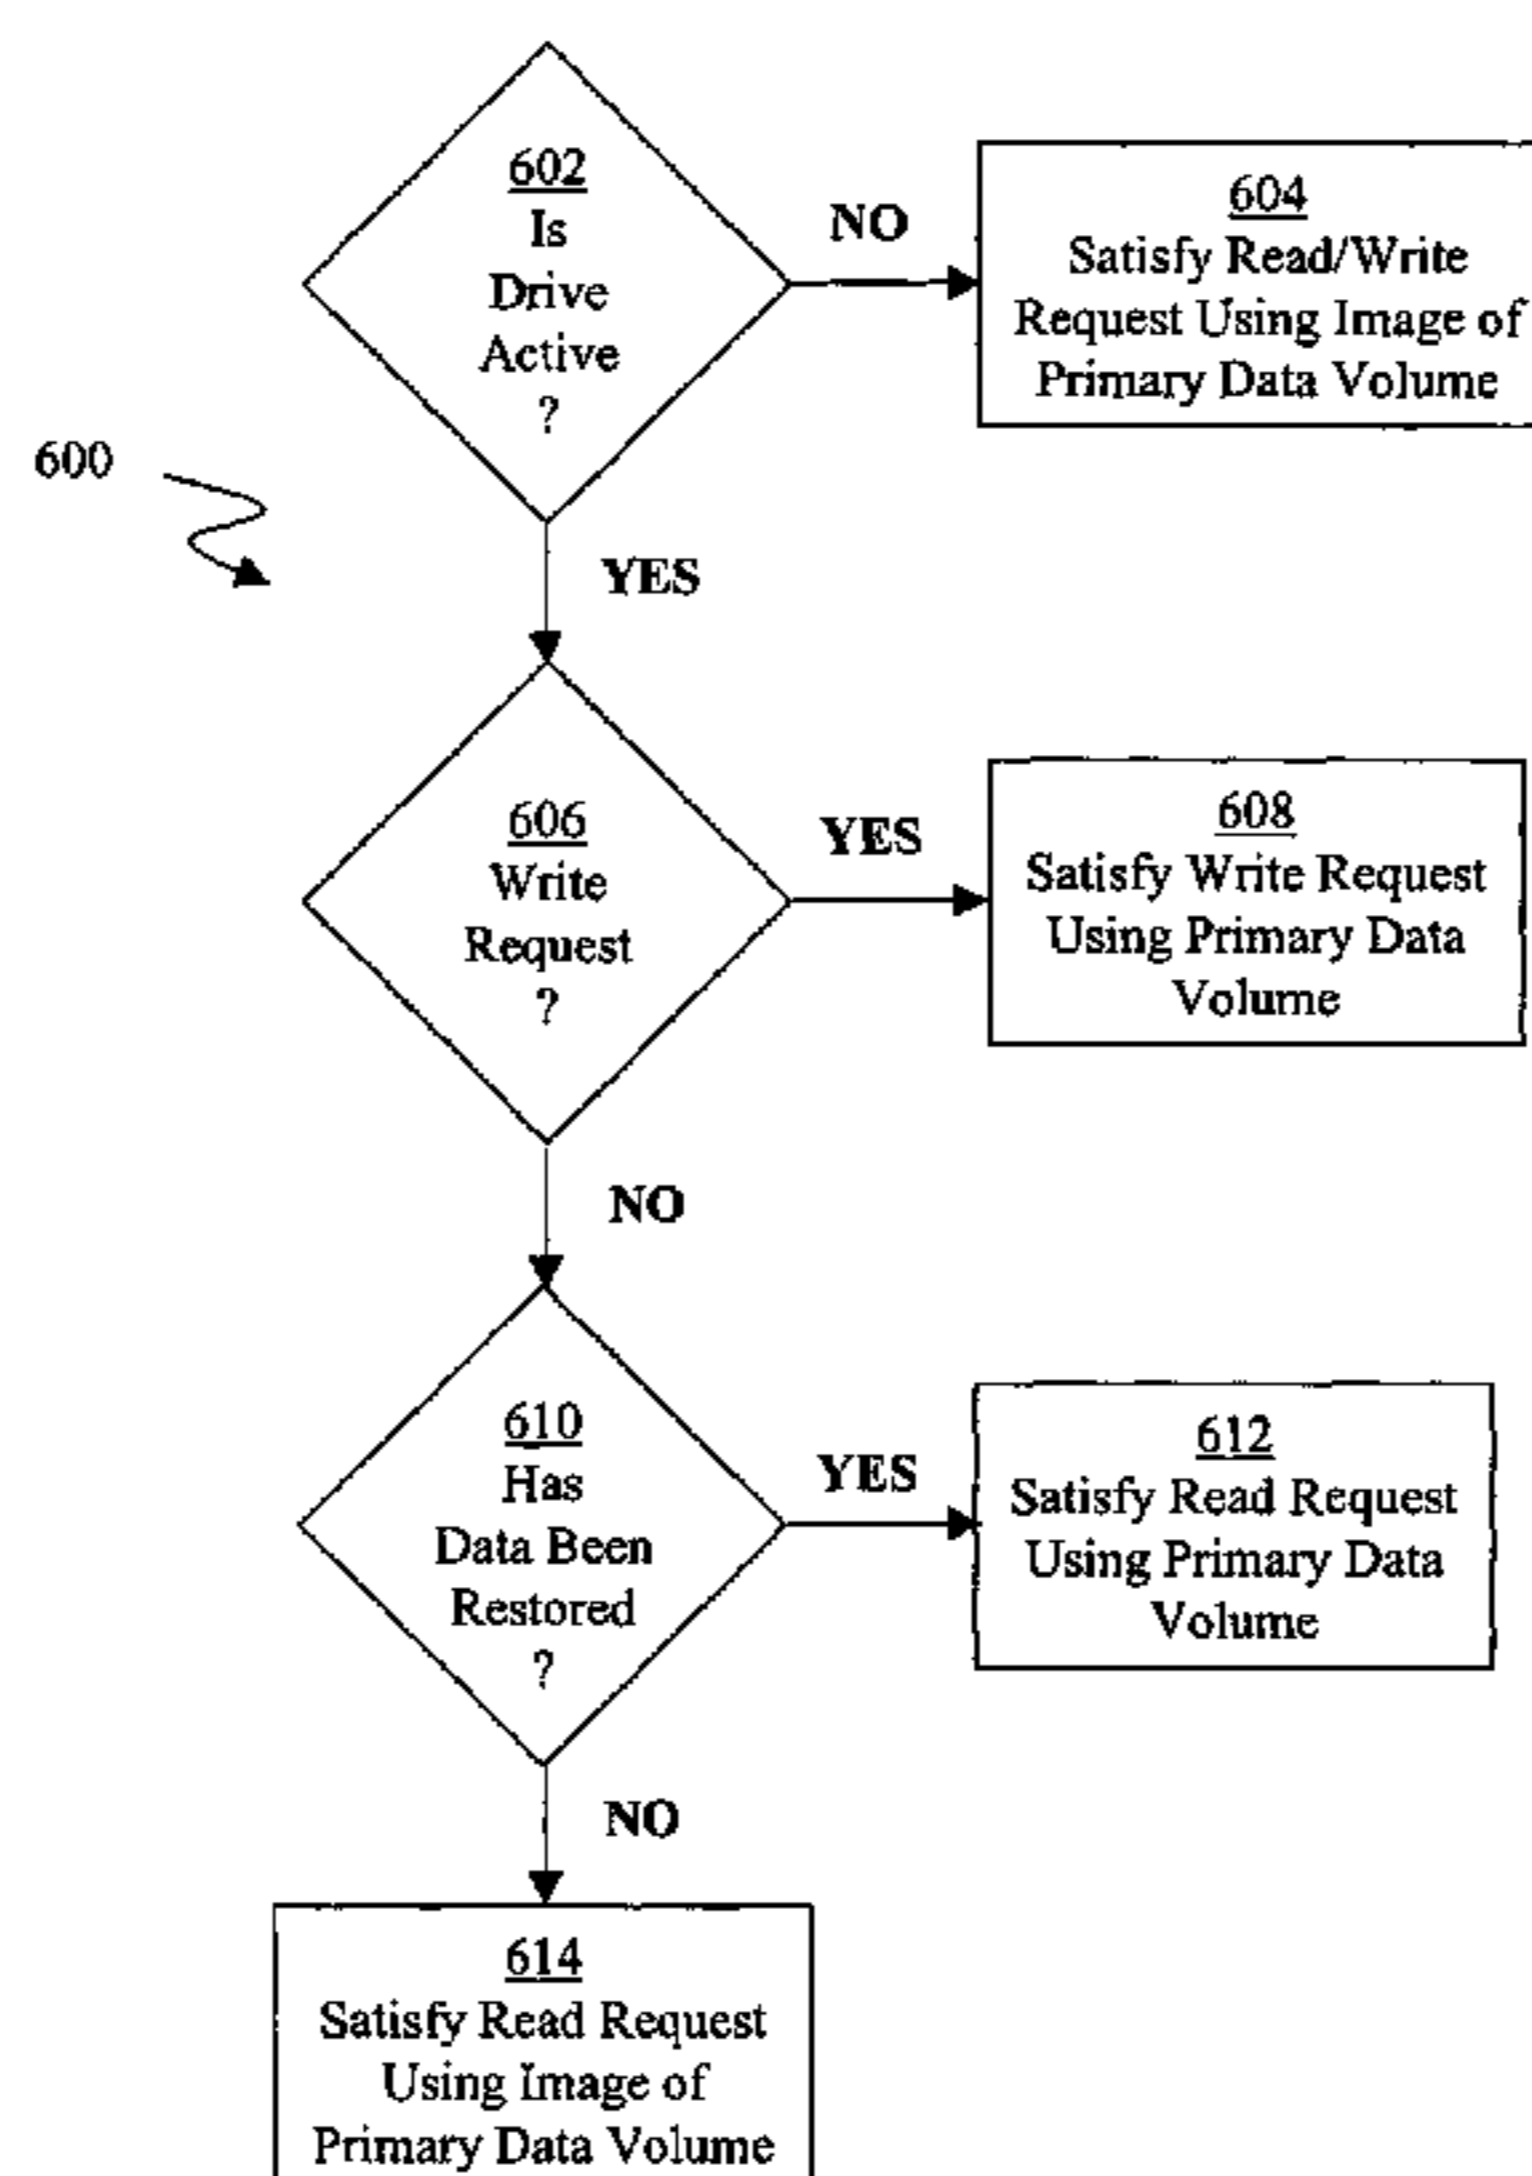 602
Is
Drive
Active
?
NO
604
Satisfy Read/Write
Request Using Image of
Primary Data Volume
600
YES
606
Write
Request
?
YES
608
Satisfy Write Request
Using Primary Data
Volume
NO
610
Has
Data Been
Restored
?
YES
612
Satisfy Read Request
Using Primary Data
Volume
NO
614
Satisfy Read Request
Using Image of
Primary Data Volume